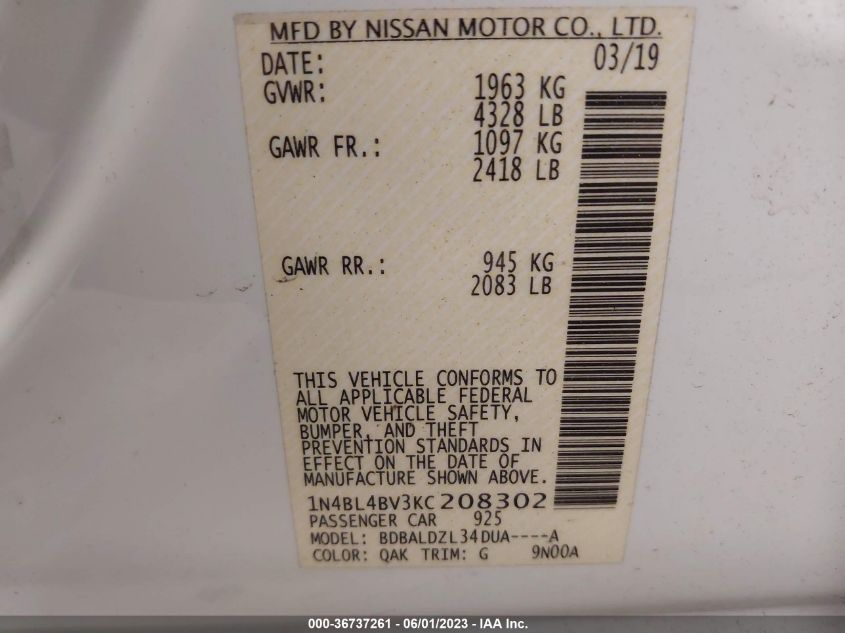 MFD BY NISSAN MOTOR CO., LTD.
DATE: 03/19
GVWR: 1963 KG
4328 LB
GAWR FR.: 1097 KG
2418 LB
GAWR RR.: 945 KG
2083 LB
THIS VEHICLE CONFORMS TO
ALL APPLICABLE FEDERAL
MOTOR VEHICLE SAFETY,
BUMPER, AND THEFT
PREVENTION STANDARDS IN
EFFECT ON THE DATE OF
MANUFACTURE SHOWN ABOVE.
1N4BL4BV3KC208302
PASSENGER CAR 925
MODEL: BDBALDZL34DUA----A
COLOR: QAK TRIM: G 9N00A
000-36737261 - 06/01/2023 - IAA Inc.